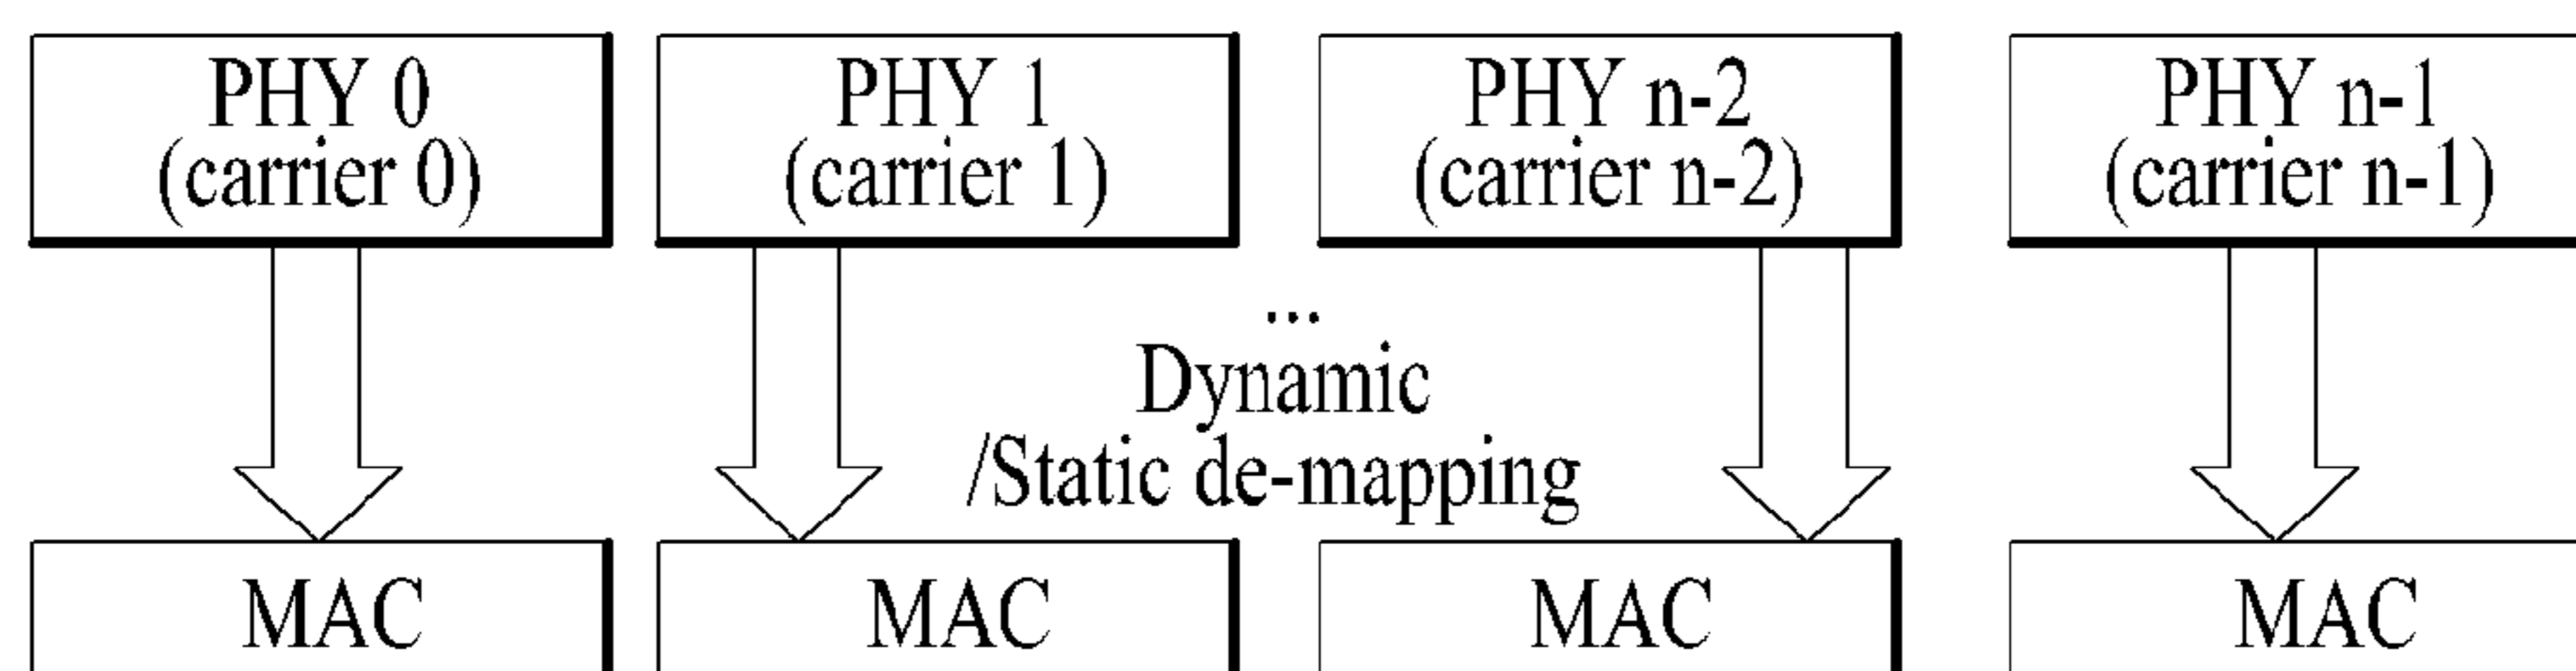 PHY 0
(carrier 0)
PHY 1
(carrier 1)
PHY n-2
(carrier n-2)
PHY n-1
(carrier n-1)
...
Dynamic
/Static de-mapping
MAC
MAC
MAC
MAC